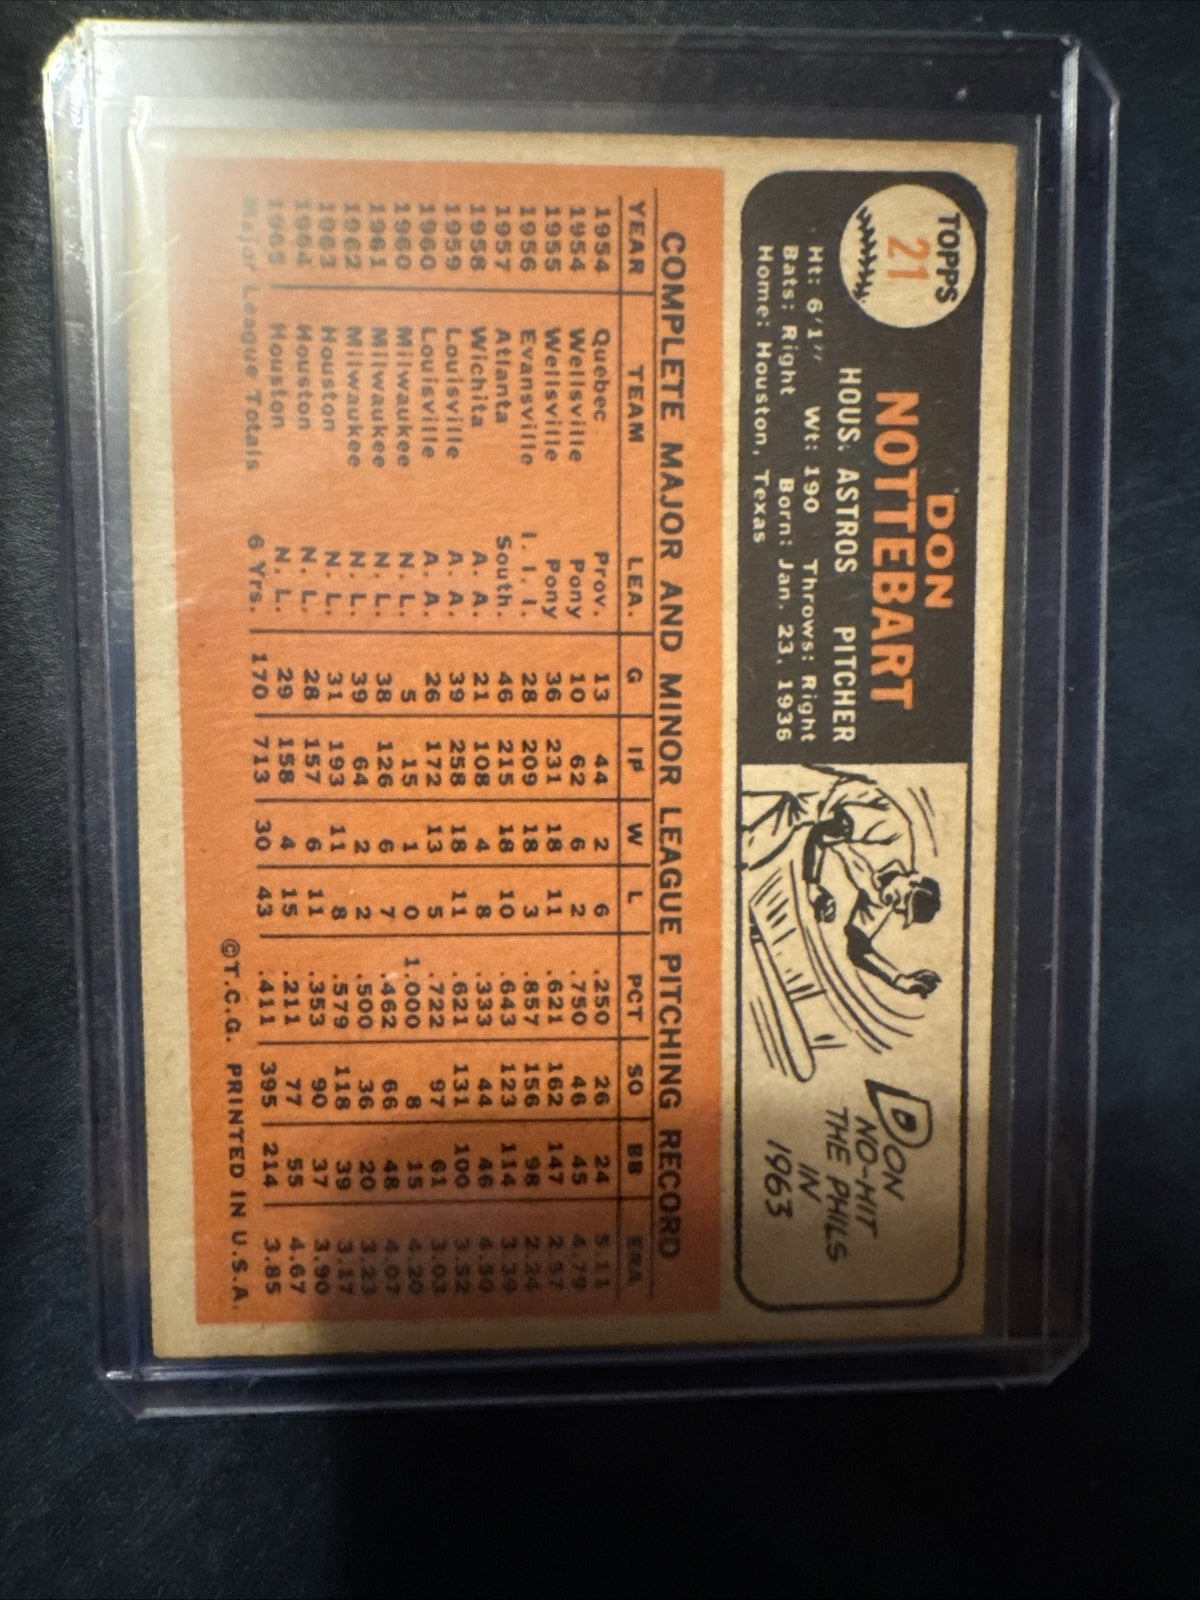 TOPPS
21
DON
NOTTEBART
HOUS. ASTROS PITCHER
Ht: 6'1" Wt: 190 Throws: Right
Bats: Right Born: Jan. 23, 1936
Home: Houston, Texas
DON
NO-HIT
THE PHILS
IN
1963
COMPLETE MAJOR AND MINOR LEAGUE PITCHING RECORD
YEAR TEAM LEA. G IP W L PCT SO BB ERA
1954 Quebec Prov. 13 44 2 6 .250 26 24 5.11
1954 Wellsville Pony 10 62 6 2 .750 46 45 4.79
1955 Wellsville Pony 36 231 18 11 .621 162 147 2.57
1956 Evansville I. I. I. 28 209 18 3 .857 156 98 2.24
1957 Atlanta South. 46 215 18 10 .643 123 114 3.39
1958 Wichita A. A. 21 108 4 8 .333 44 46 4.50
1959 Louisville A. A. 39 258 18 11 .621 131 100 3.52
1960 Louisville A. A. 26 172 13 5 .722 97 61 3.03
1960 Milwaukee N. L. 5 15 1 0 1.000 8 15 4.20
1961 Milwaukee N. L. 38 126 6 7 .462 66 48 4.07
1962 Milwaukee N. L. 39 64 2 2 .500 36 20 3.23
1963 Houston N. L. 31 193 11 8 .579 118 39 3.17
1964 Houston N. L. 28 157 6 11 .353 90 37 3.90
1965 Houston N. L. 29 158 4 15 .211 77 55 4.67
Major League Totals 6 Yrs. 170 713 30 43 .411 395 214 3.85
©T.C.G. PRINTED IN U.S.A.